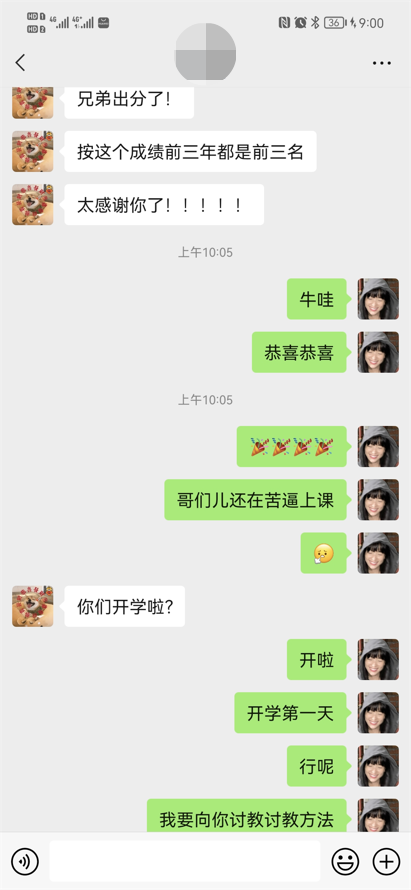 HD 1 4G 4G+ 36 9:00
HD 2
兄弟出分了！
按这个成绩前三年都是前三名
太感谢你了！！！！！
上午10:05
牛哇
恭喜恭喜
上午10:05
🎉🎉🎉🎉
哥们儿还在苦逼上课
你们开学啦？
开啦
开学第一天
行呢
我要向你讨教讨教方法